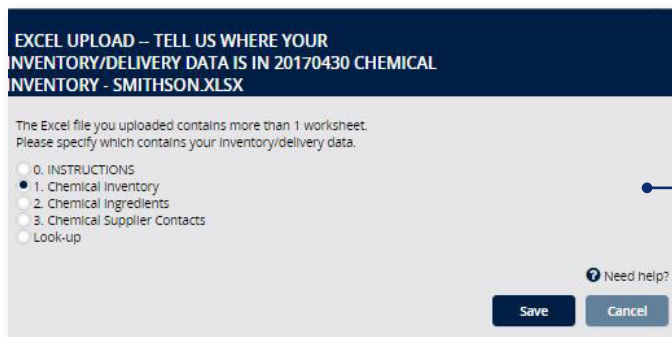 EXCEL UPLOAD -- TELL US WHERE YOUR
INVENTORY/DELIVERY DATA IS IN 20170430 CHEMICAL
INVENTORY - SMITHSON.XLSX
The Excel file you uploaded contains more than 1 worksheet.
Please specify which contains your inventory/delivery data.
0. INSTRUCTIONS
1. Chemical Inventory
2. Chemical Ingredients
3. Chemical Supplier Contacts
Look-up
Need help?
Save Cancel